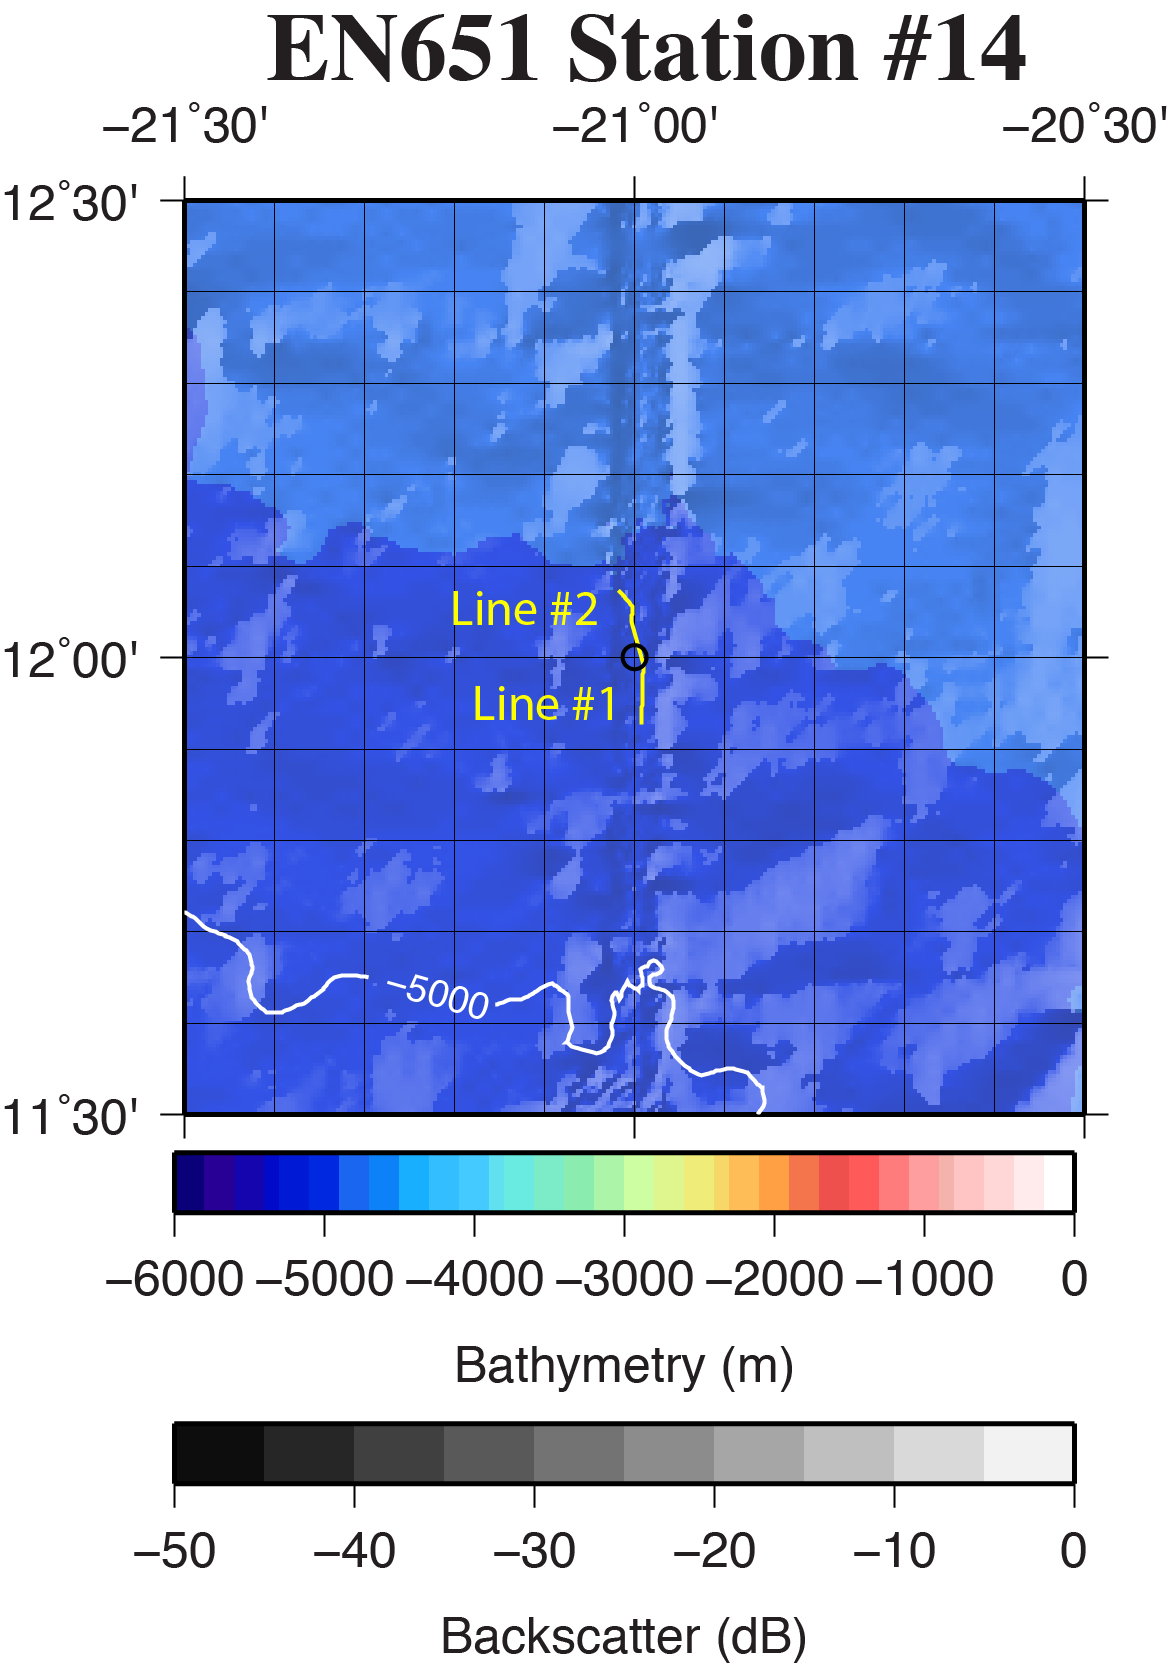 EN651 Station #14
−21˚30' −21˚00' −20˚30'
12˚30'
Line #2
12˚00'
Line #1
−5000
11˚30'
−6000 −5000 −4000 −3000 −2000 −1000 0
Bathymetry (m)
−50 −40 −30 −20 −10 0
Backscatter (dB)